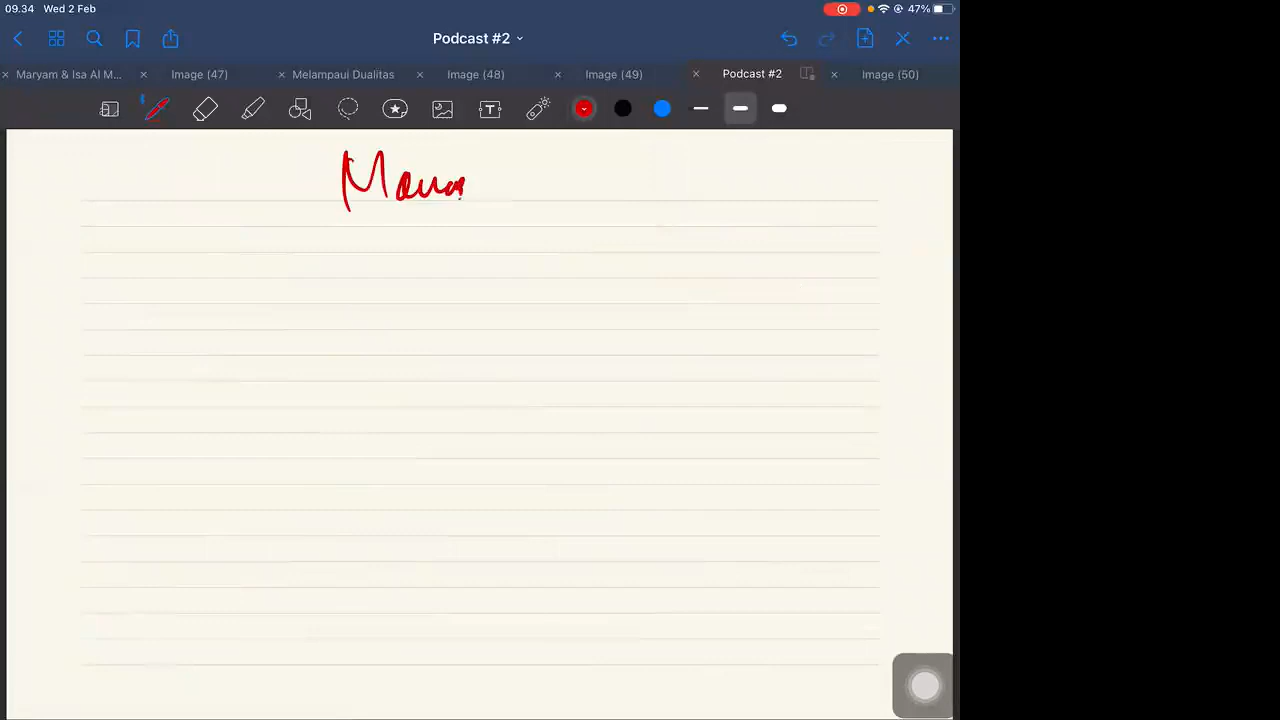 09.34 Wed 2 Feb 47%
Podcast #2
Maryam & Isa Al M... Image (47) Melampaui Dualitas Image (48) Image (49) Podcast #2 Image (50)